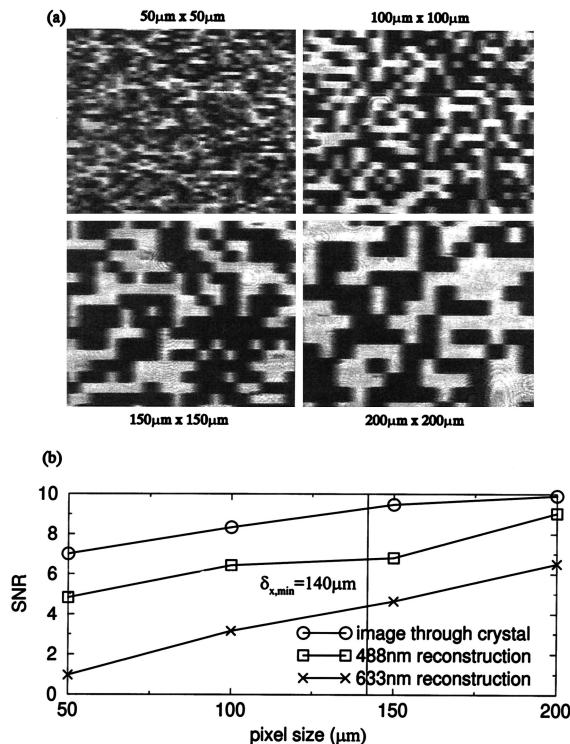 (a)
50μm x 50μm
100μm x 100μm
150μm x 150μm
200μm x 200μm
(b)
10
8
6
4
2
0
SNR
δx,min=140μm
image through crystal
488nm reconstruction
633nm reconstruction
50
100
150
200
pixel size (μm)